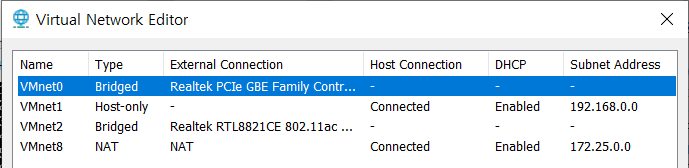 Virtual Network Editor
Name Type External Connection Host Connection DHCP Subnet Address
VMnet0 Bridged Realtek PCIe GBE Family Contr... - - -
VMnet1 Host-only - Connected Enabled 192.168.0.0
VMnet2 Bridged Realtek RTL8821CE 802.11ac ... - - -
VMnet8 NAT NAT Connected Enabled 172.25.0.0